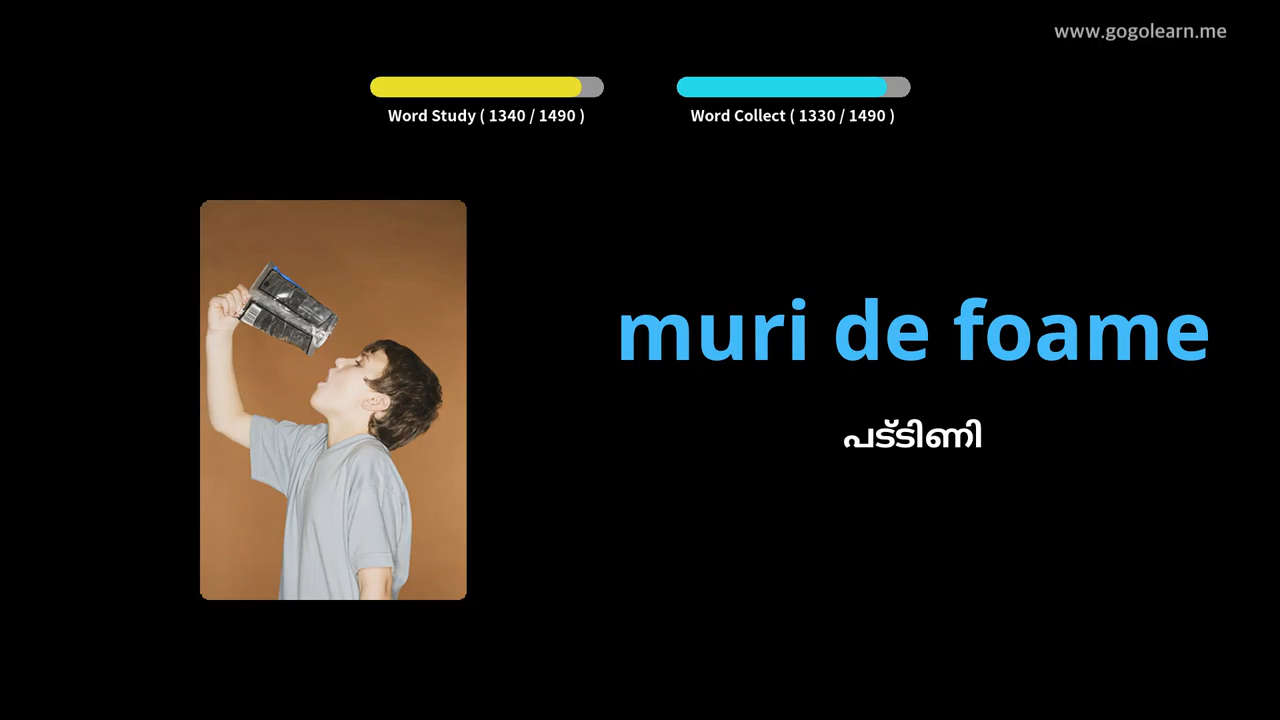 www.gogolearn.me
Word Study ( 1340 / 1490 )
Word Collect ( 1330 / 1490 )
muri de foame
പട്ടിണി